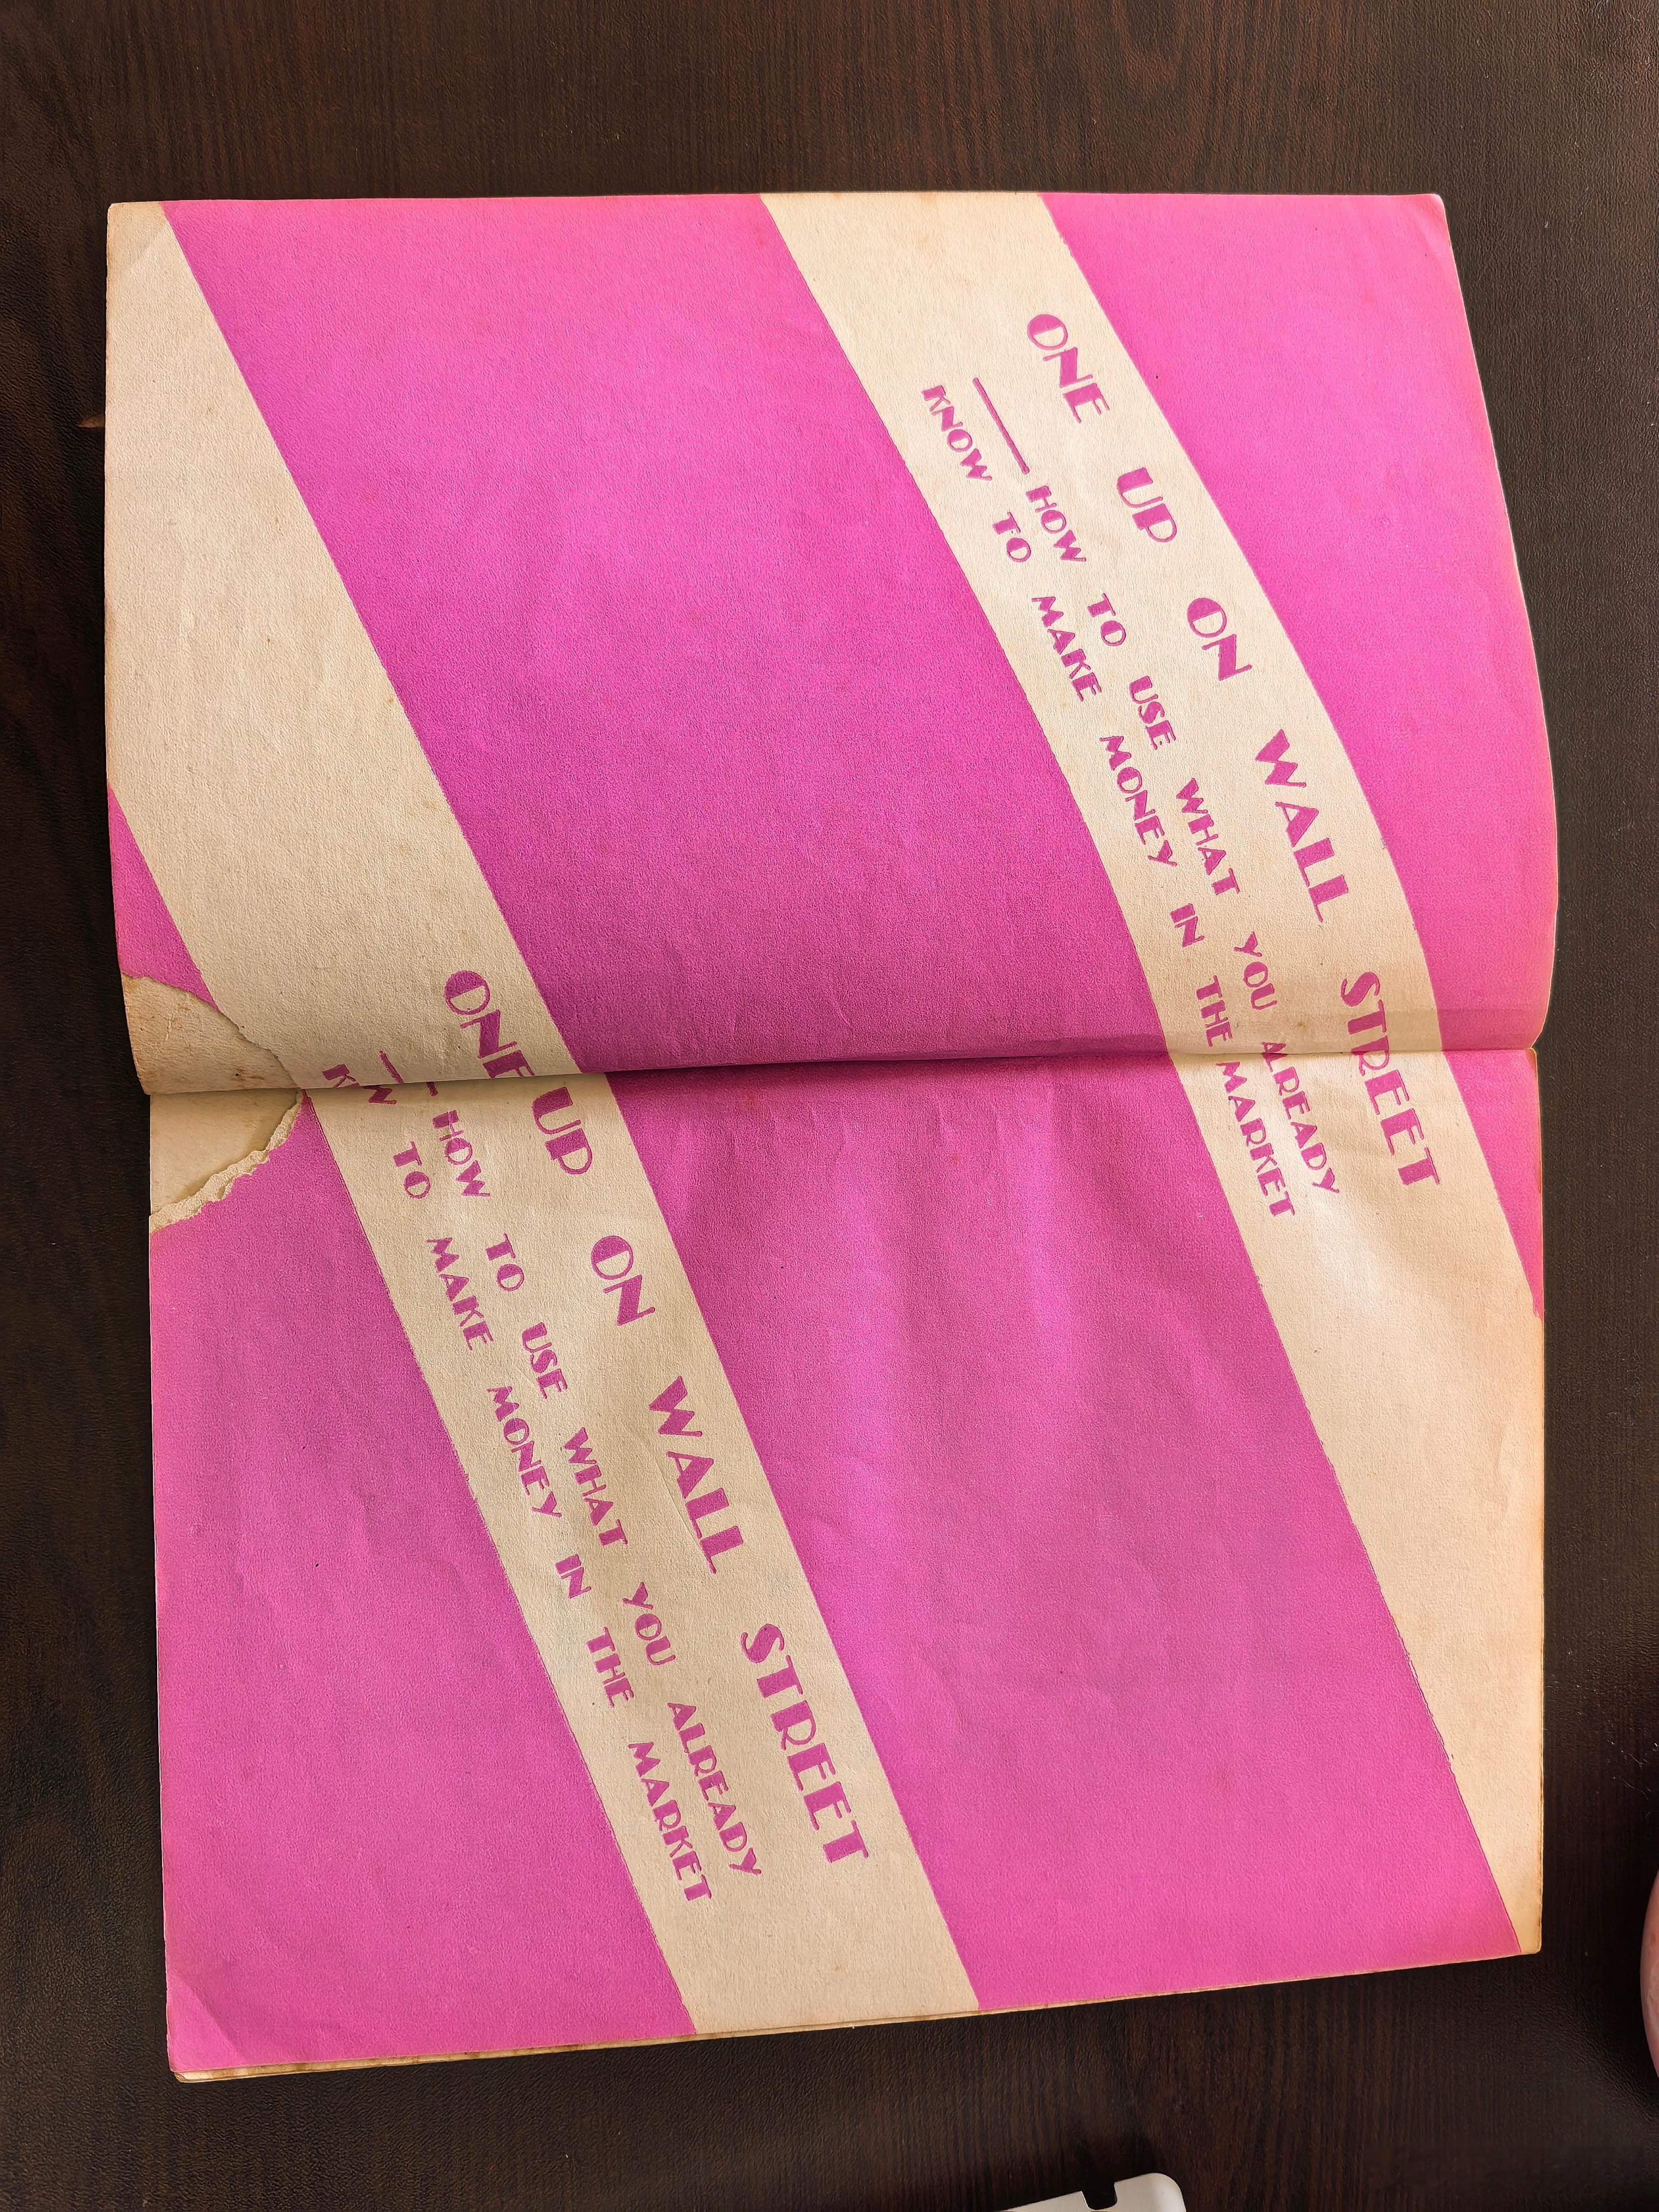 ONE UP ON WALL STREET
— HOW TO USE WHAT YOU ALREADY
KNOW TO MAKE MONEY IN THE MARKET
ONE UP ON WALL STREET
— HOW TO USE WHAT YOU ALREADY
KW TO MAKE MONEY IN THE MARKET